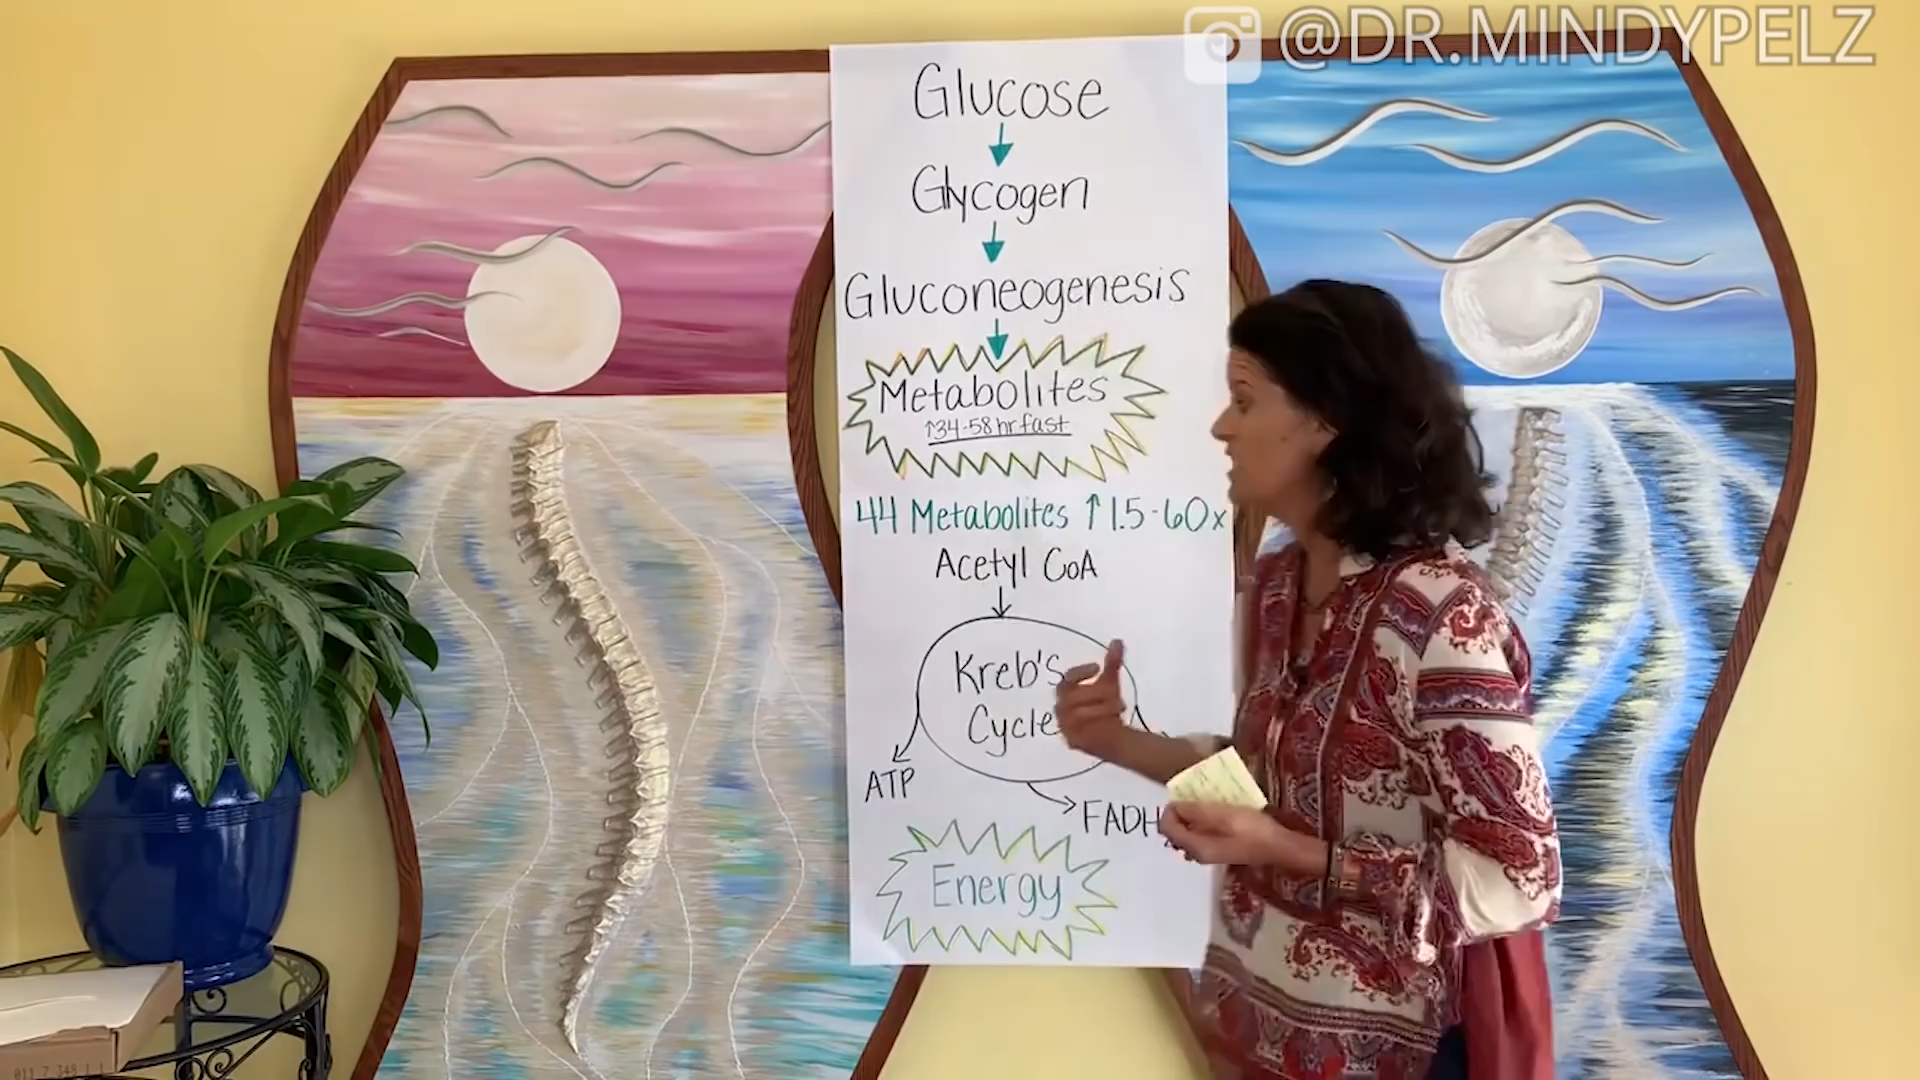 @DR.MINDYPELZ
Glucose
Glycogen
Gluconeogenesis
Metabolites
↑34-58 hr fast
44 Metabolites ↑ 1.5-60x
Acetyl CoA
Kreb's
Cycle
ATP
FADH
Energy